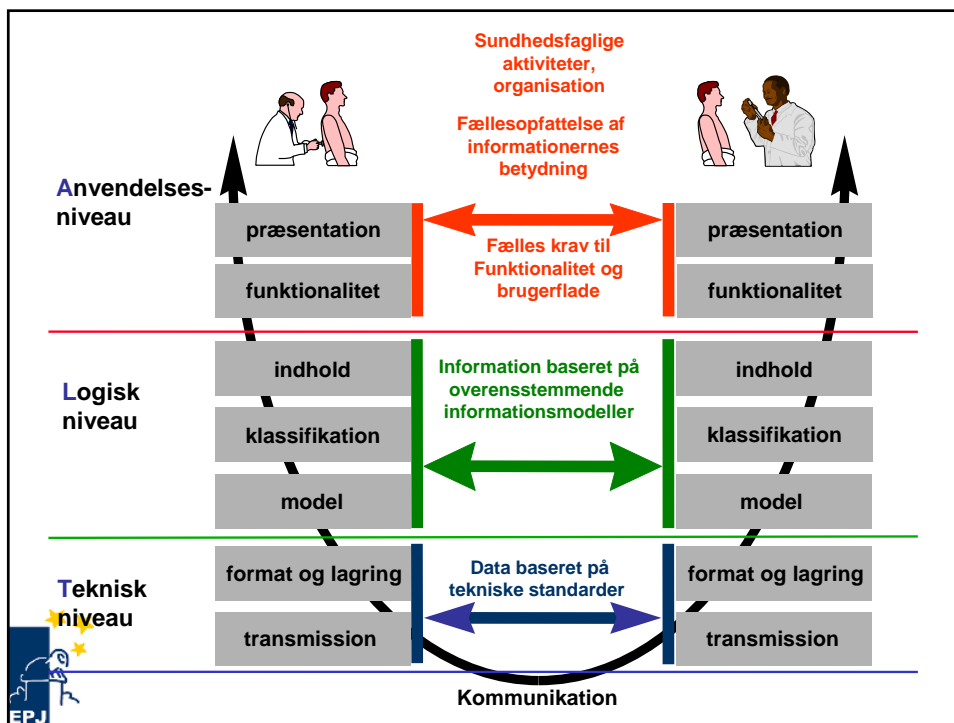 Sundhedsfaglige
aktiviteter,
organisation
Fællesopfattelse af
informationernes
betydning
Anvendelses-
niveau
præsentation
funktionalitet
Fælles krav til
Funktionalitet og
brugerflade
præsentation
funktionalitet
Logisk
niveau
indhold
klassifikation
model
Information baseret på
overensstemmende
informationsmodeller
indhold
klassifikation
model
Teknisk
niveau
format og lagring
transmission
Data baseret på
tekniske standarder
format og lagring
transmission
Kommunikation
EPJ